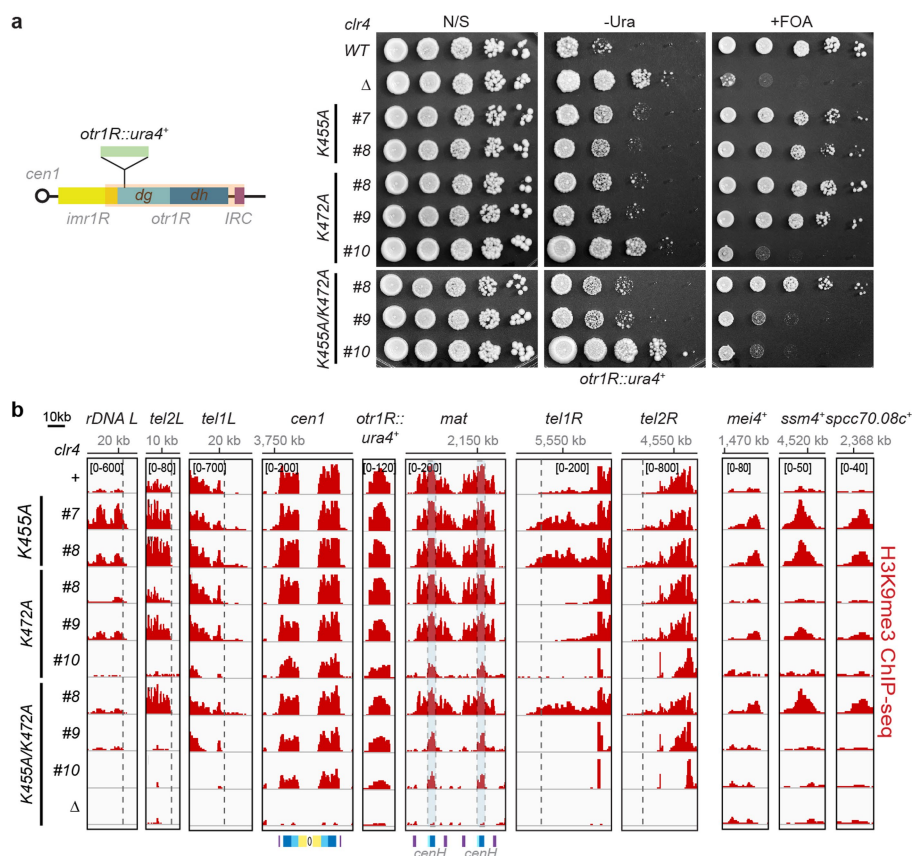 a
clr4 N/S -Ura +FOA
WT
Δ
K455A #7
#8
K472A #8
#9
#10
K455A/K472A #8
#9
#10
otr1R::ura4+
otr1R::ura4+
cen1
dg dh
imr1R otr1R IRC
b
10kb rDNA L tel2L tel1L cen1 otr1R::ura4+ mat tel1R tel2R mei4+ ssm4+ spcc70.08c+
20 kb 10 kb 20 kb 3,750 kb 2,150 kb 5,550 kb 4,550 kb 1,470 kb 4,520 kb 2,368 kb
clr4
[0-600] [0-80] [0-700] [0-200] [0-120 [0-200] [0-200] [0-800] [0-80] [0-50] [0-40]
+
K455A #7
#8
K472A #8
#9
#10
K455A/K472A #8
#9
#10
Δ
H3K9me3 ChIP-seq
0
cenH cenH